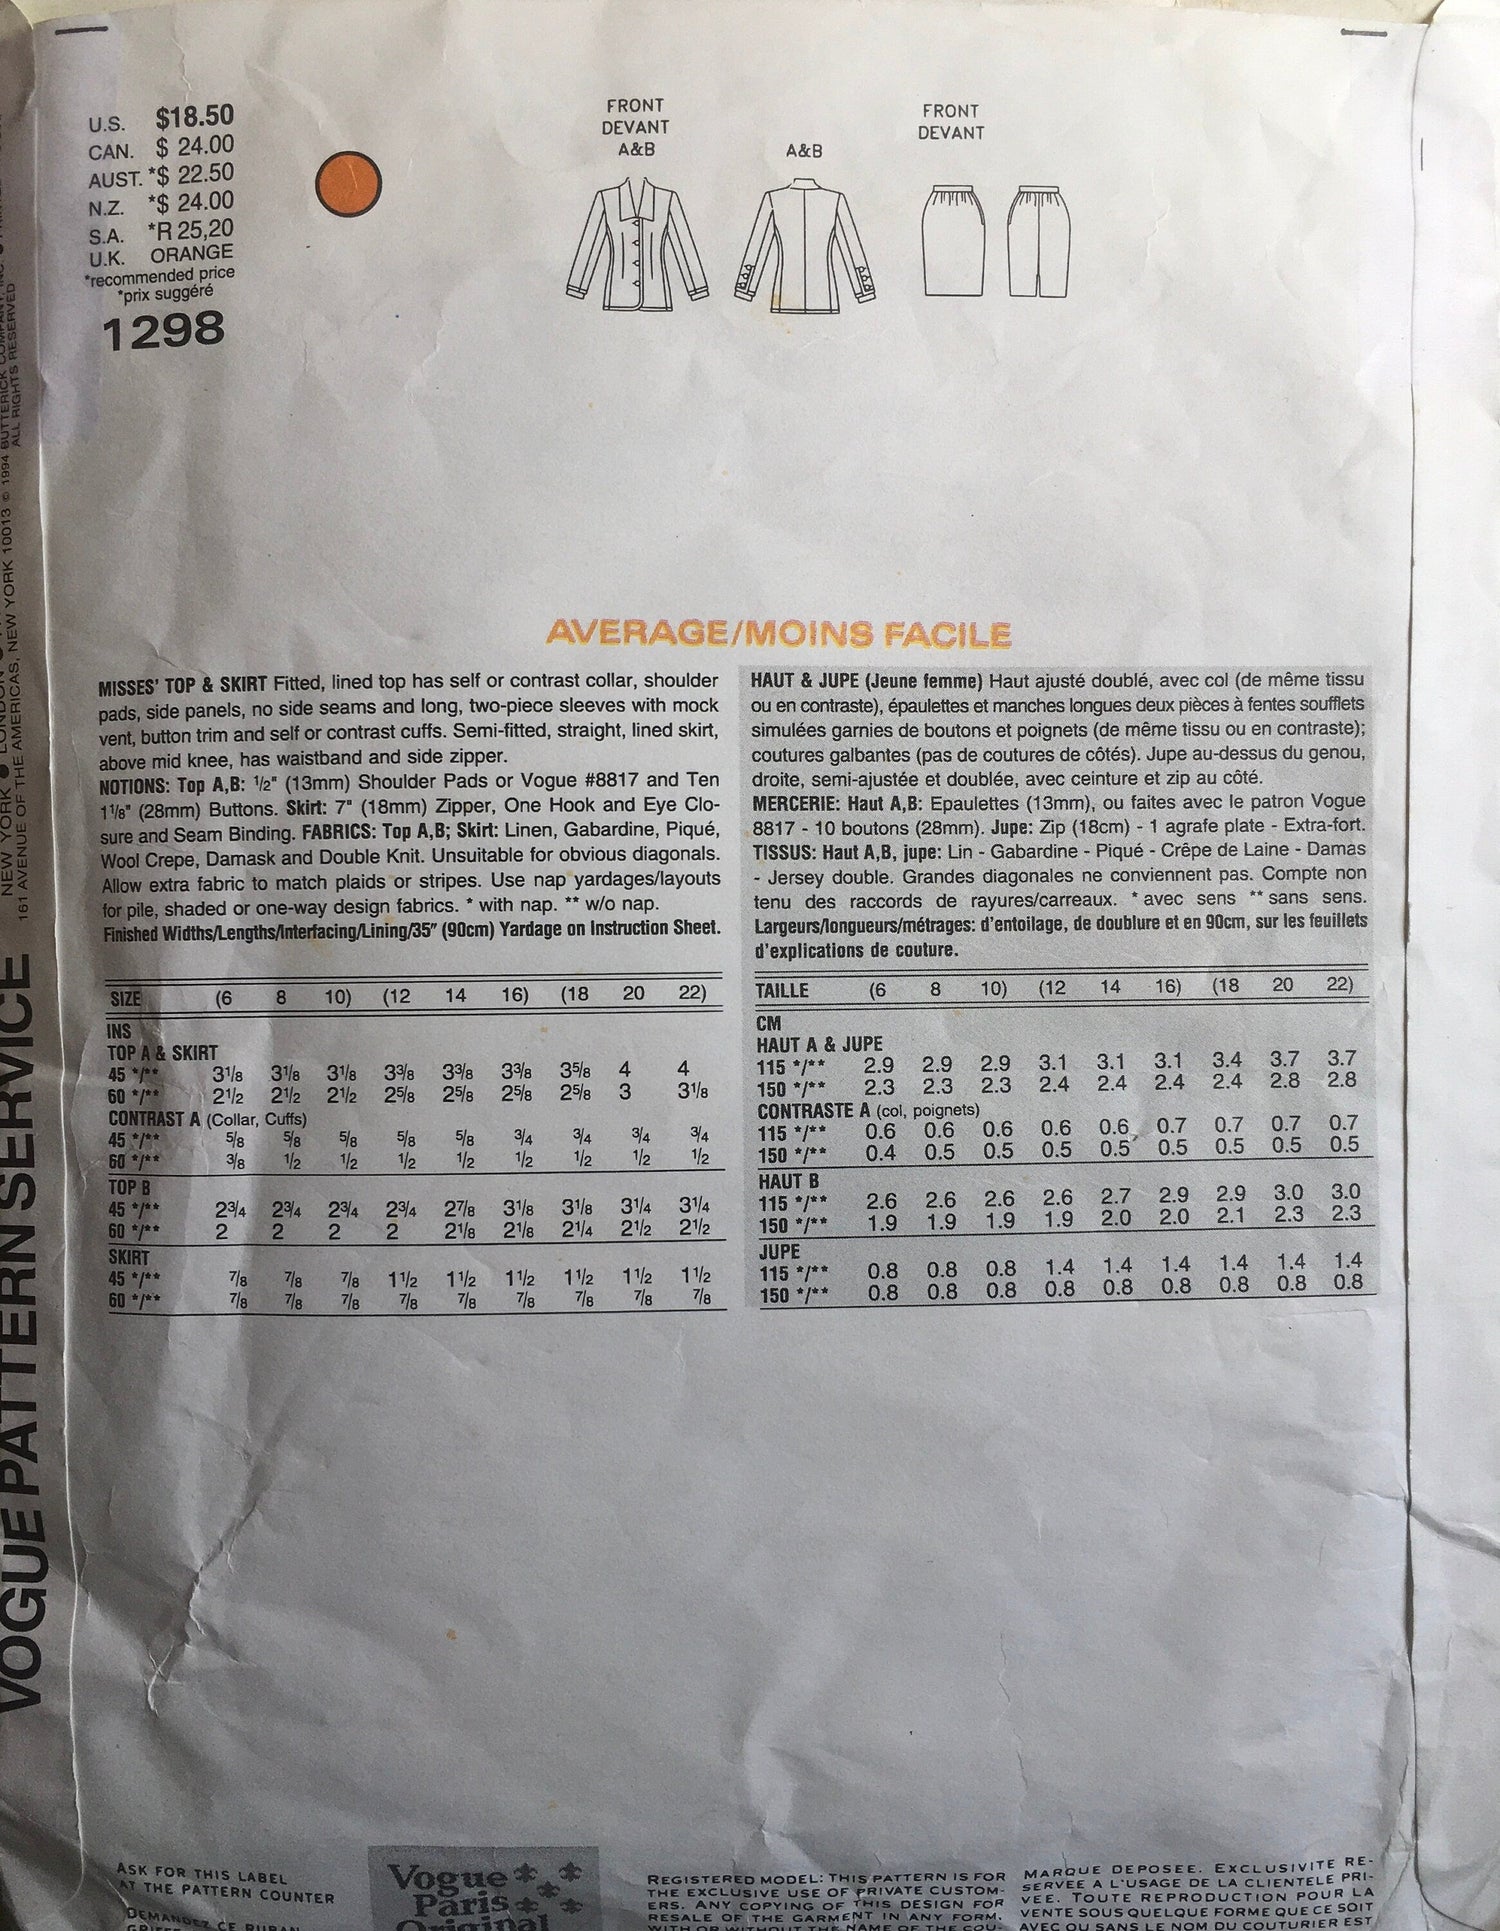 U.S. $18.50
CAN. $ 24.00
AUST. *$ 22.50
N.Z. *$ 24.00
S.A. *R 25,20
U.K. ORANGE
*recommended price
*prix suggéré
1298
FRONT
DEVANT
A&B
A&B
FRONT
DEVANT
AVERAGE/MOINS FACILE
MISSES' TOP & SKIRT Fitted, lined top has self or contrast collar, shoulder
pads, side panels, no side seams and long, two-piece sleeves with mock
vent, button trim and self or contrast cuffs. Semi-fitted, straight, lined skirt,
above mid knee, has waistband and side zipper.
NOTIONS: Top A,B: 1/2" (13mm) Shoulder Pads or Vogue #8817 and Ten
1 1/8" (28mm) Buttons. Skirt: 7" (18mm) Zipper, One Hook and Eye Clo-
sure and Seam Binding. FABRICS: Top A,B; Skirt: Linen, Gabardine, Piqué,
Wool Crepe, Damask and Double Knit. Unsuitable for obvious diagonals.
Allow extra fabric to match plaids or stripes. Use nap yardages/layouts
for pile, shaded or one-way design fabrics. * with nap. ** w/o nap.
Finished Widths/Lengths/Interfacing/Lining/35" (90cm) Yardage on Instruction Sheet.
SIZE (6 8 10) (12 14 16) (18 20 22)
INS
TOP A & SKIRT
45 */** 3 1/8 3 1/8 3 1/8 3 3/8 3 3/8 3 3/8 3 5/8 4 4
60 */** 2 1/2 2 1/2 2 1/2 2 5/8 2 5/8 2 5/8 2 5/8 3 3 1/8
CONTRAST A (Collar, Cuffs)
45 */** 5/8 5/8 5/8 5/8 5/8 3/4 3/4 3/4 3/4
60 */** 3/8 1/2 1/2 1/2 1/2 1/2 1/2 1/2 1/2
TOP B
45 */** 2 3/4 2 3/4 2 3/4 2 3/4 2 7/8 3 1/8 3 1/8 3 1/4 3 1/4
60 */** 2 2 2 2 2 1/8 2 1/8 2 1/4 2 1/2 2 1/2
SKIRT
45 */** 7/8 7/8 7/8 1 1/2 1 1/2 1 1/2 1 1/2 1 1/2 1 1/2
60 */** 7/8 7/8 7/8 7/8 7/8 7/8 7/8 7/8 7/8
HAUT & JUPE (Jeune femme) Haut ajusté doublé, avec col (de même tissu
ou en contraste), épaulettes et manches longues deux pièces à fentes soufflets
simulées garnies de boutons et poignets (de même tissu ou en contraste);
coutures galbantes (pas de coutures de côtés). Jupe au-dessus du genou,
droite, semi-ajustée et doublée, avec ceinture et zip au côté.
MERCERIE: Haut A,B: Epaulettes (13mm), ou faites avec le patron Vogue
8817 - 10 boutons (28mm). Jupe: Zip (18cm) - 1 agrafe plate - Extra-fort.
TISSUS: Haut A,B, jupe: Lin - Gabardine - Piqué - Crêpe de Laine - Damas
- Jersey double. Grandes diagonales ne conviennent pas. Compte non
tenu des raccords de rayures/carreaux. * avec sens ** sans sens.
Largeurs/longueurs/métrages: d'entoilage, de doublure et en 90cm, sur les feuillets
d'explications de couture.
TAILLE (6 8 10) (12 14 16) (18 20 22)
CM
HAUT A & JUPE
115 */** 2.9 2.9 2.9 3.1 3.1 3.1 3.4 3.7 3.7
150 */** 2.3 2.3 2.3 2.4 2.4 2.4 2.4 2.8 2.8
CONTRASTE A (col, poignets)
115 */** 0.6 0.6 0.6 0.6 0.6 0.7 0.7 0.7 0.7
150 */** 0.4 0.5 0.5 0.5 0.5 0.5 0.5 0.5 0.5
HAUT B
115 */** 2.6 2.6 2.6 2.6 2.7 2.9 2.9 3.0 3.0
150 */** 1.9 1.9 1.9 1.9 2.0 2.0 2.1 2.3 2.3
JUPE
115 */** 0.8 0.8 0.8 1.4 1.4 1.4 1.4 1.4 1.4
150 */** 0.8 0.8 0.8 0.8 0.8 0.8 0.8 0.8 0.8
VOGUE PATTERN SERVICE
NEW YORK ● LONDON
161 AVENUE OF THE AMERICAS, NEW YORK 10013 © 1994 BUTTERICK COMPANY, INC.
ALL RIGHTS RESERVED
ASK FOR THIS LABEL
AT THE PATTERN COUNTER
DEMANDEZ CE RUBAN
Vogue
Paris
Original
REGISTERED MODEL: THIS PATTERN IS FOR
THE EXCLUSIVE USE OF PRIVATE CUSTOM-
ERS. ANY COPYING OF THIS DESIGN FOR
RESALE OF THE GARMENT IN ANY FORM,
WITH OR WITHOUT THE NAME OF THE COU-
MARQUE DEPOSEE. EXCLUSIVITE RE-
SERVEE A L'USAGE DE LA CLIENTELE PRI-
VEE. TOUTE REPRODUCTION POUR LA
VENTE SOUS QUELQUE FORME QUE CE SOIT
AVEC OU SANS LE NOM DU COUTURIER EST